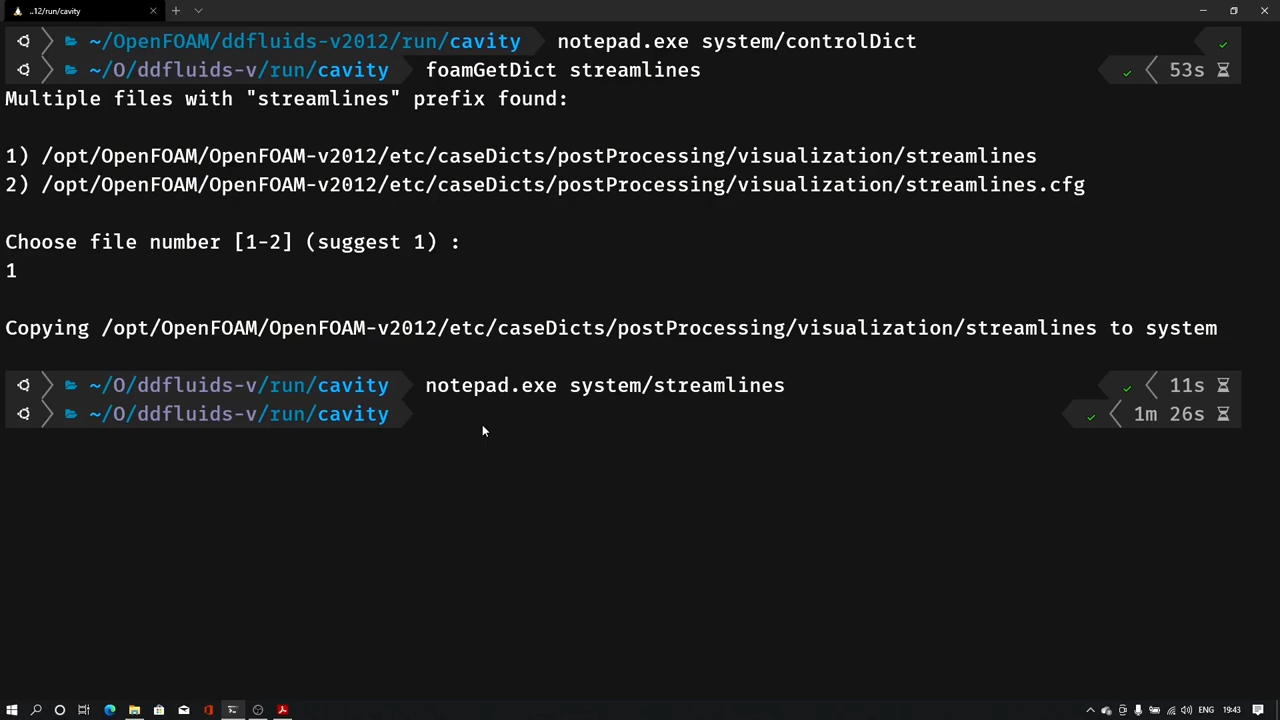 ..12/run/cavity
~/OpenFOAM/ddfluids-v2012/run/cavity notepad.exe system/controlDict
~/O/ddfluids-v/run/cavity foamGetDict streamlines 53s
Multiple files with "streamlines" prefix found:
1) /opt/OpenFOAM/OpenFOAM-v2012/etc/caseDicts/postProcessing/visualization/streamlines
2) /opt/OpenFOAM/OpenFOAM-v2012/etc/caseDicts/postProcessing/visualization/streamlines.cfg
Choose file number [1-2] (suggest 1) :
1
Copying /opt/OpenFOAM/OpenFOAM-v2012/etc/caseDicts/postProcessing/visualization/streamlines to system
~/O/ddfluids-v/run/cavity notepad.exe system/streamlines 11s
~/O/ddfluids-v/run/cavity 1m 26s
ENG 19:43